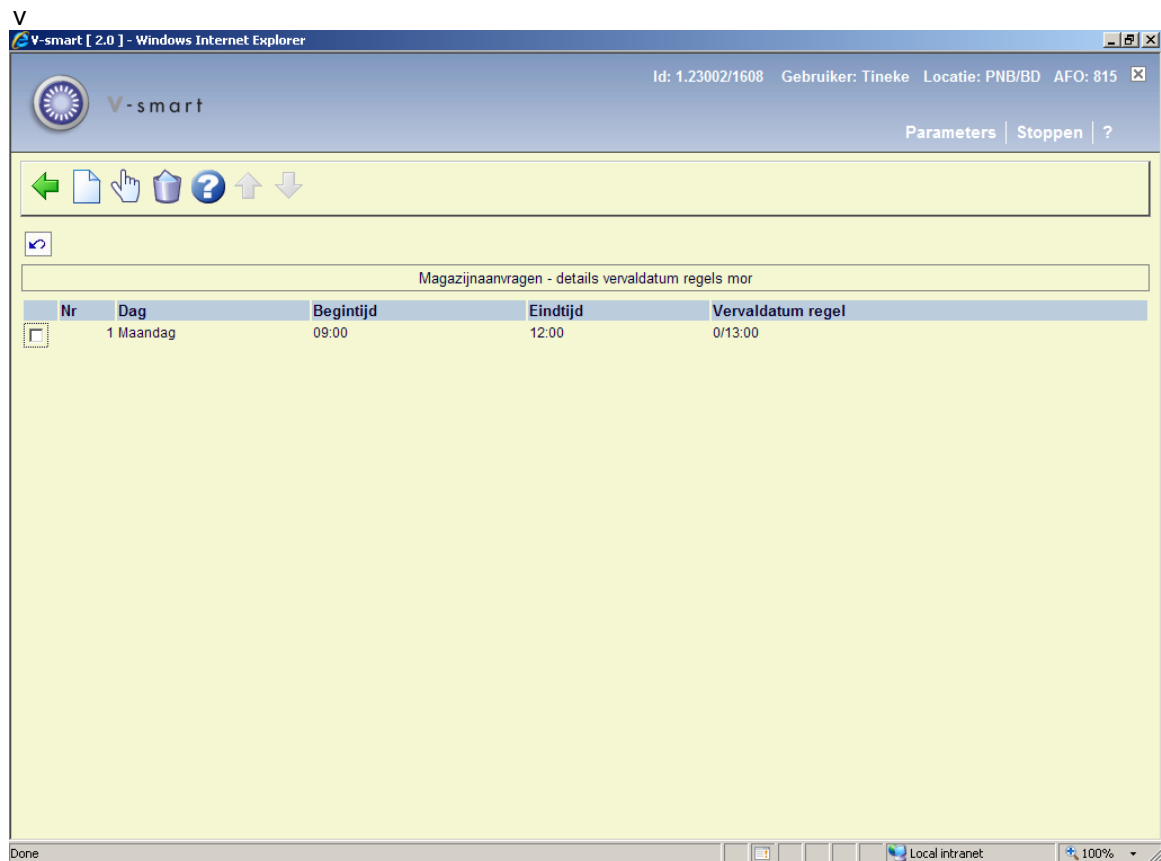 v
V-smart [ 2.0 ] - Windows Internet Explorer
Id: 1.23002/1608 Gebruiker: Tineke Locatie: PNB/BD AFO: 815
V-smart
Parameters | Stoppen | ?
Magazijnaanvragen - details vervaldatum regels mor
Nr Dag Begintijd Eindtijd Vervaldatum regel
1 Maandag 09:00 12:00 0/13:00
Done Local intranet 100%